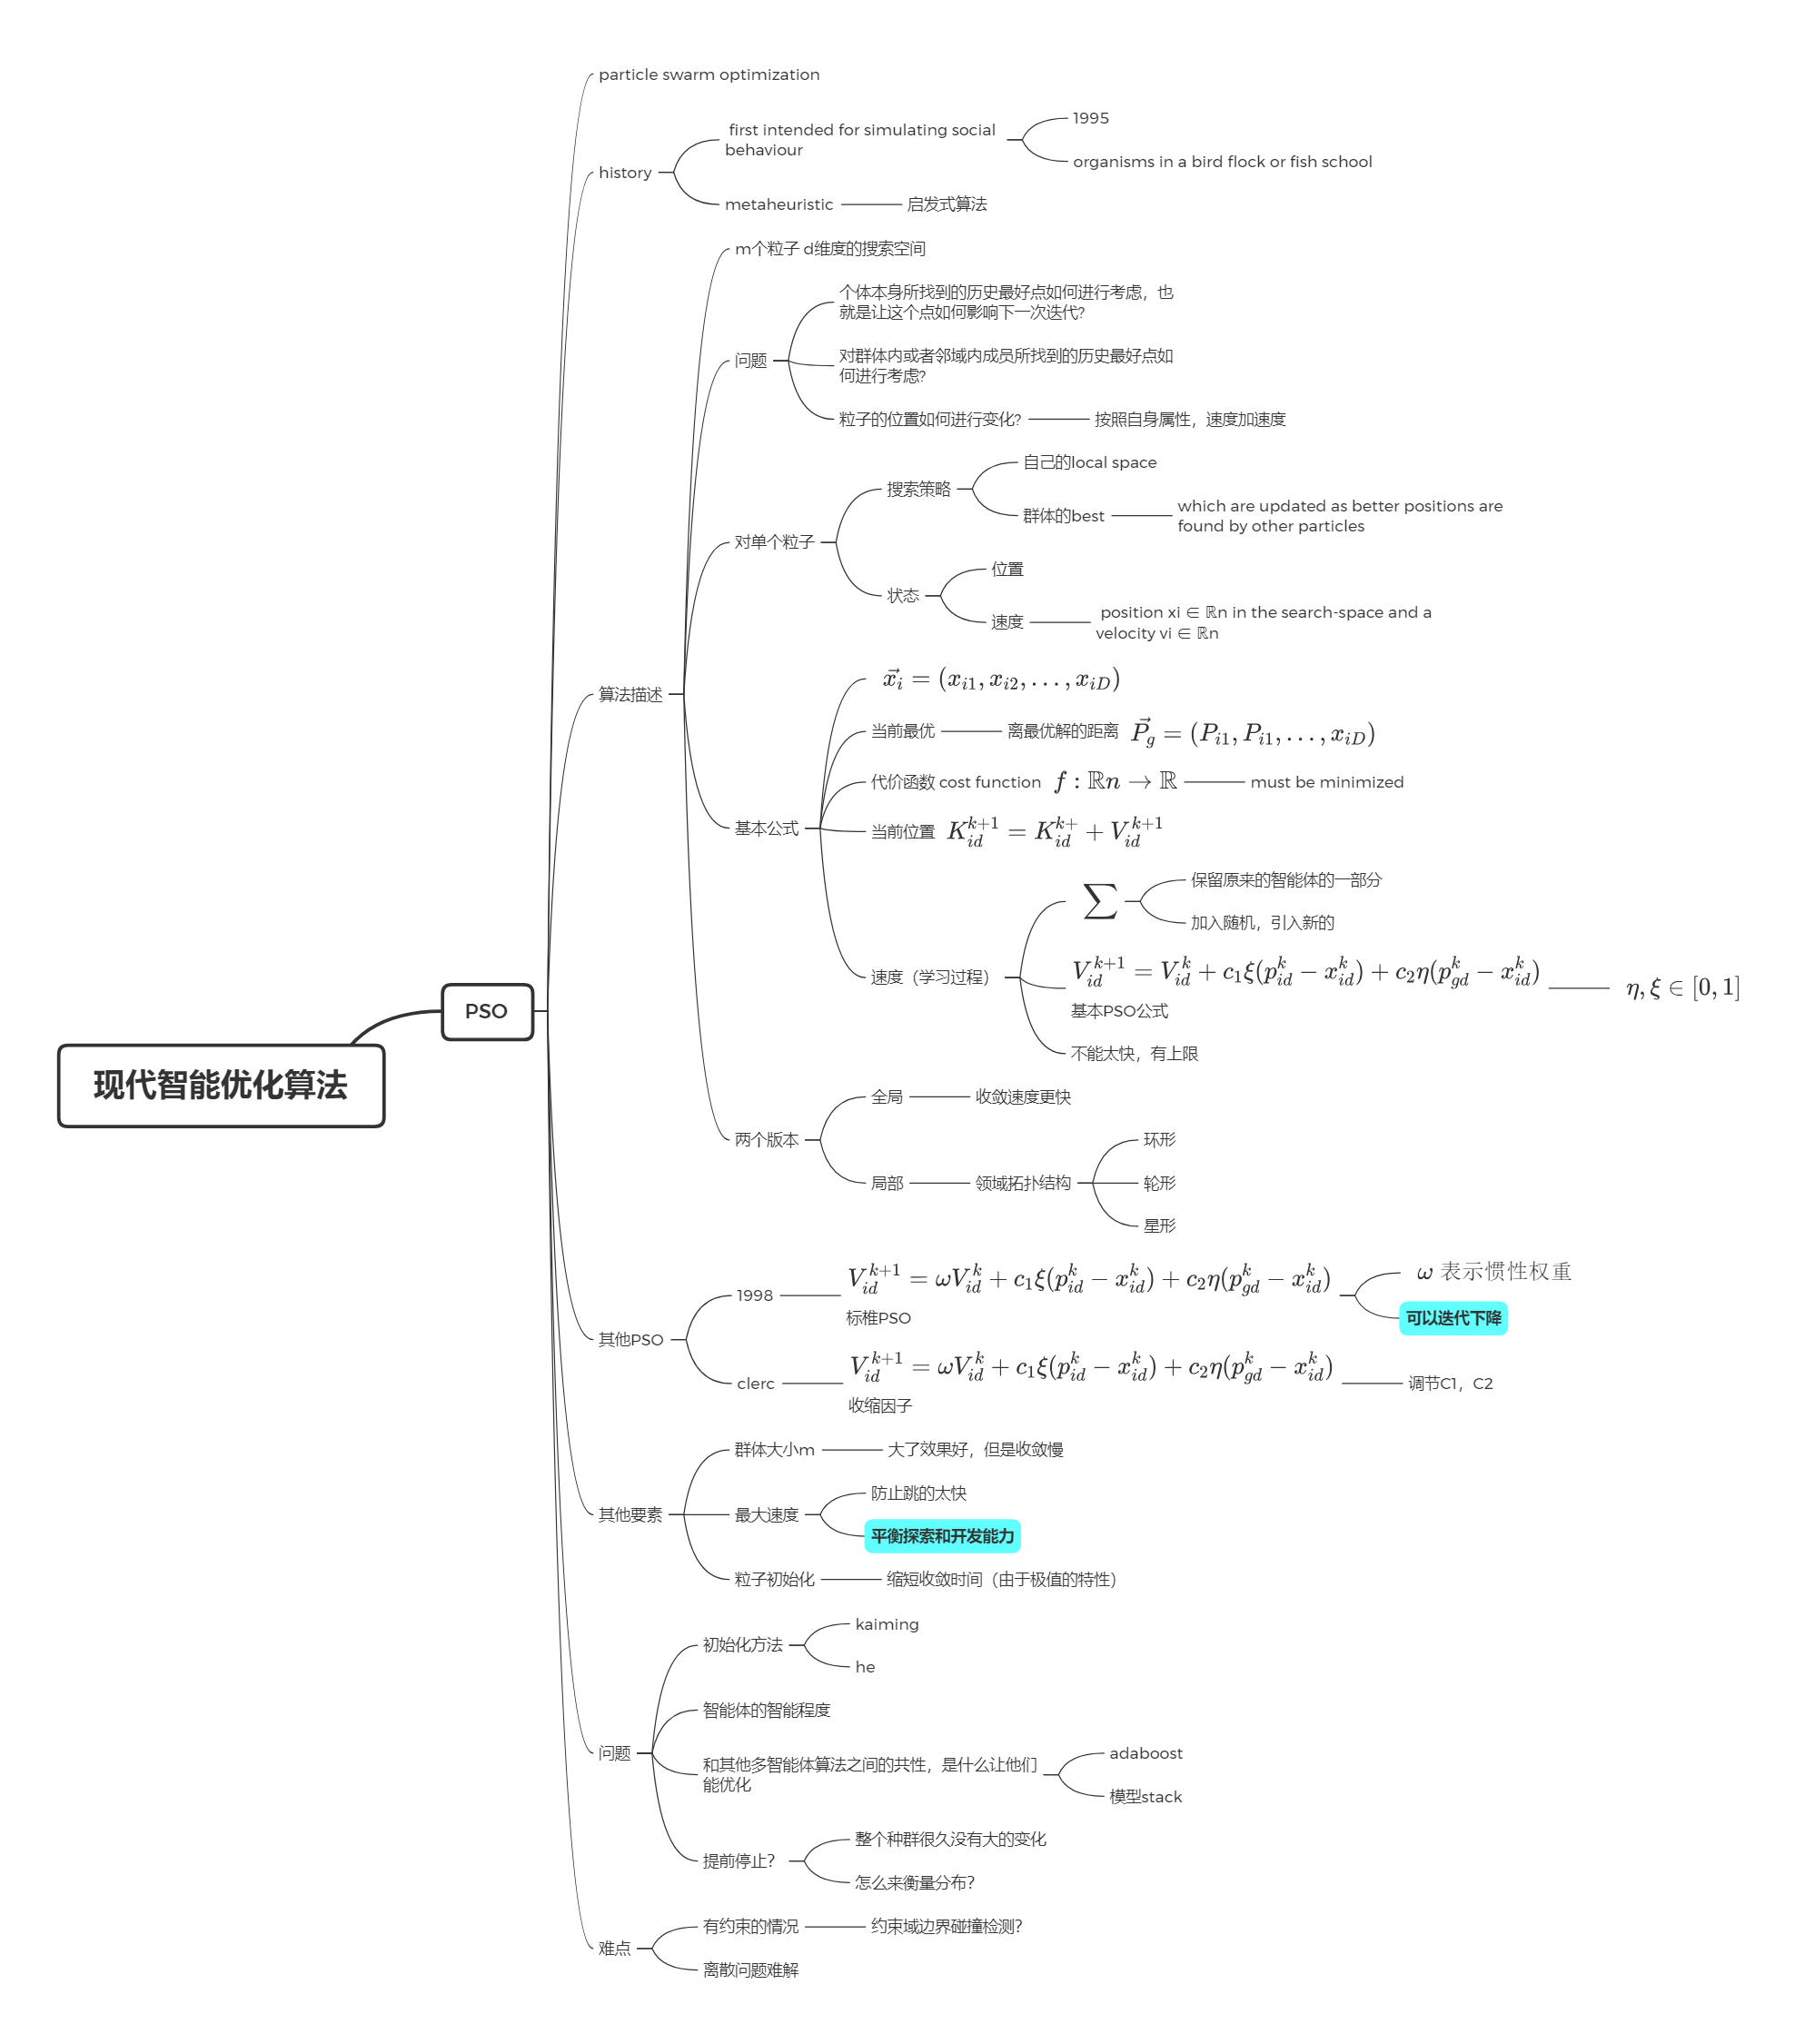 particle swarm optimization
history
first intended for simulating social
behaviour
1995
organisms in a bird flock or fish school
metaheuristic
启发式算法
算法描述
m个粒子 d维度的搜索空间
问题
个体本身所找到的历史最好点如何进行考虑，也
就是让这个点如何影响下一次迭代?
对群体内或者邻域内成员所找到的历史最好点如
何进行考虑?
粒子的位置如何进行变化?
按照自身属性，速度加速度
对单个粒子
搜索策略
自己的local space
群体的best
which are updated as better positions are
found by other particles
状态
位置
速度
position xi ∈ ℝn in the search-space and a
velocity vi ∈ ℝn
基本公式
$\vec{x_i} = (x_{i1}, x_{i2}, \ldots, x_{iD})$
当前最优
离最优解的距离 $\vec{P_g} = (P_{i1}, P_{i1}, \ldots, x_{iD})$
代价函数 cost function $f : \mathbb{R}n \to \mathbb{R}$
must be minimized
当前位置 $K_{id}^{k+1} = K_{id}^{k+} + V_{id}^{k+1}$
速度（学习过程）
∑
保留原来的智能体的一部分
加入随机，引入新的
$V_{id}^{k+1} = V_{id}^{k} + c_1\xi(p_{id}^{k} - x_{id}^{k}) + c_2\eta(p_{gd}^{k} - x_{id}^{k})$
基本PSO公式
$\eta, \xi \in [0, 1]$
不能太快，有上限
两个版本
全局
收敛速度更快
局部
领域拓扑结构
环形
轮形
星形
PSO
现代智能优化算法
其他PSO
1998
$V_{id}^{k+1} = \omega V_{id}^{k} + c_1\xi(p_{id}^{k} - x_{id}^{k}) + c_2\eta(p_{gd}^{k} - x_{id}^{k})$
标椎PSO
ω 表示惯性权重
可以迭代下降
clerc
$V_{id}^{k+1} = \omega V_{id}^{k} + c_1\xi(p_{id}^{k} - x_{id}^{k}) + c_2\eta(p_{gd}^{k} - x_{id}^{k})$
收缩因子
调节C1，C2
其他要素
群体大小m
大了效果好，但是收敛慢
最大速度
防止跳的太快
平衡探索和开发能力
粒子初始化
缩短收敛时间（由于极值的特性）
问题
初始化方法
kaiming
he
智能体的智能程度
和其他多智能体算法之间的共性，是什么让他们
能优化
adaboost
模型stack
提前停止？
整个种群很久没有大的变化
怎么来衡量分布？
难点
有约束的情况
约束域边界碰撞检测？
离散问题难解